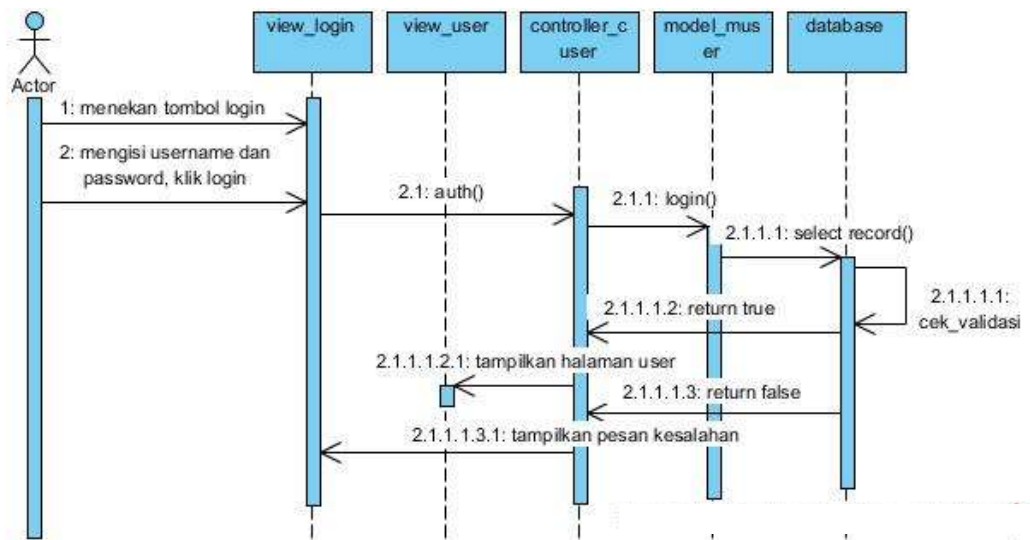 view_login
view_user
controller_c
user
model_mus
er
database
Actor
1: menekan tombol login
2: mengisi username dan
password, klik login
2.1: auth()
2.1.1: login()
2.1.1.1: select record()
2.1.1.1.1:
cek_validasi
2.1.1.1.2: return true
2.1.1.1.2.1: tampilkan halaman user
2.1.1.1.3: return false
2.1.1.1.3.1: tampilkan pesan kesalahan